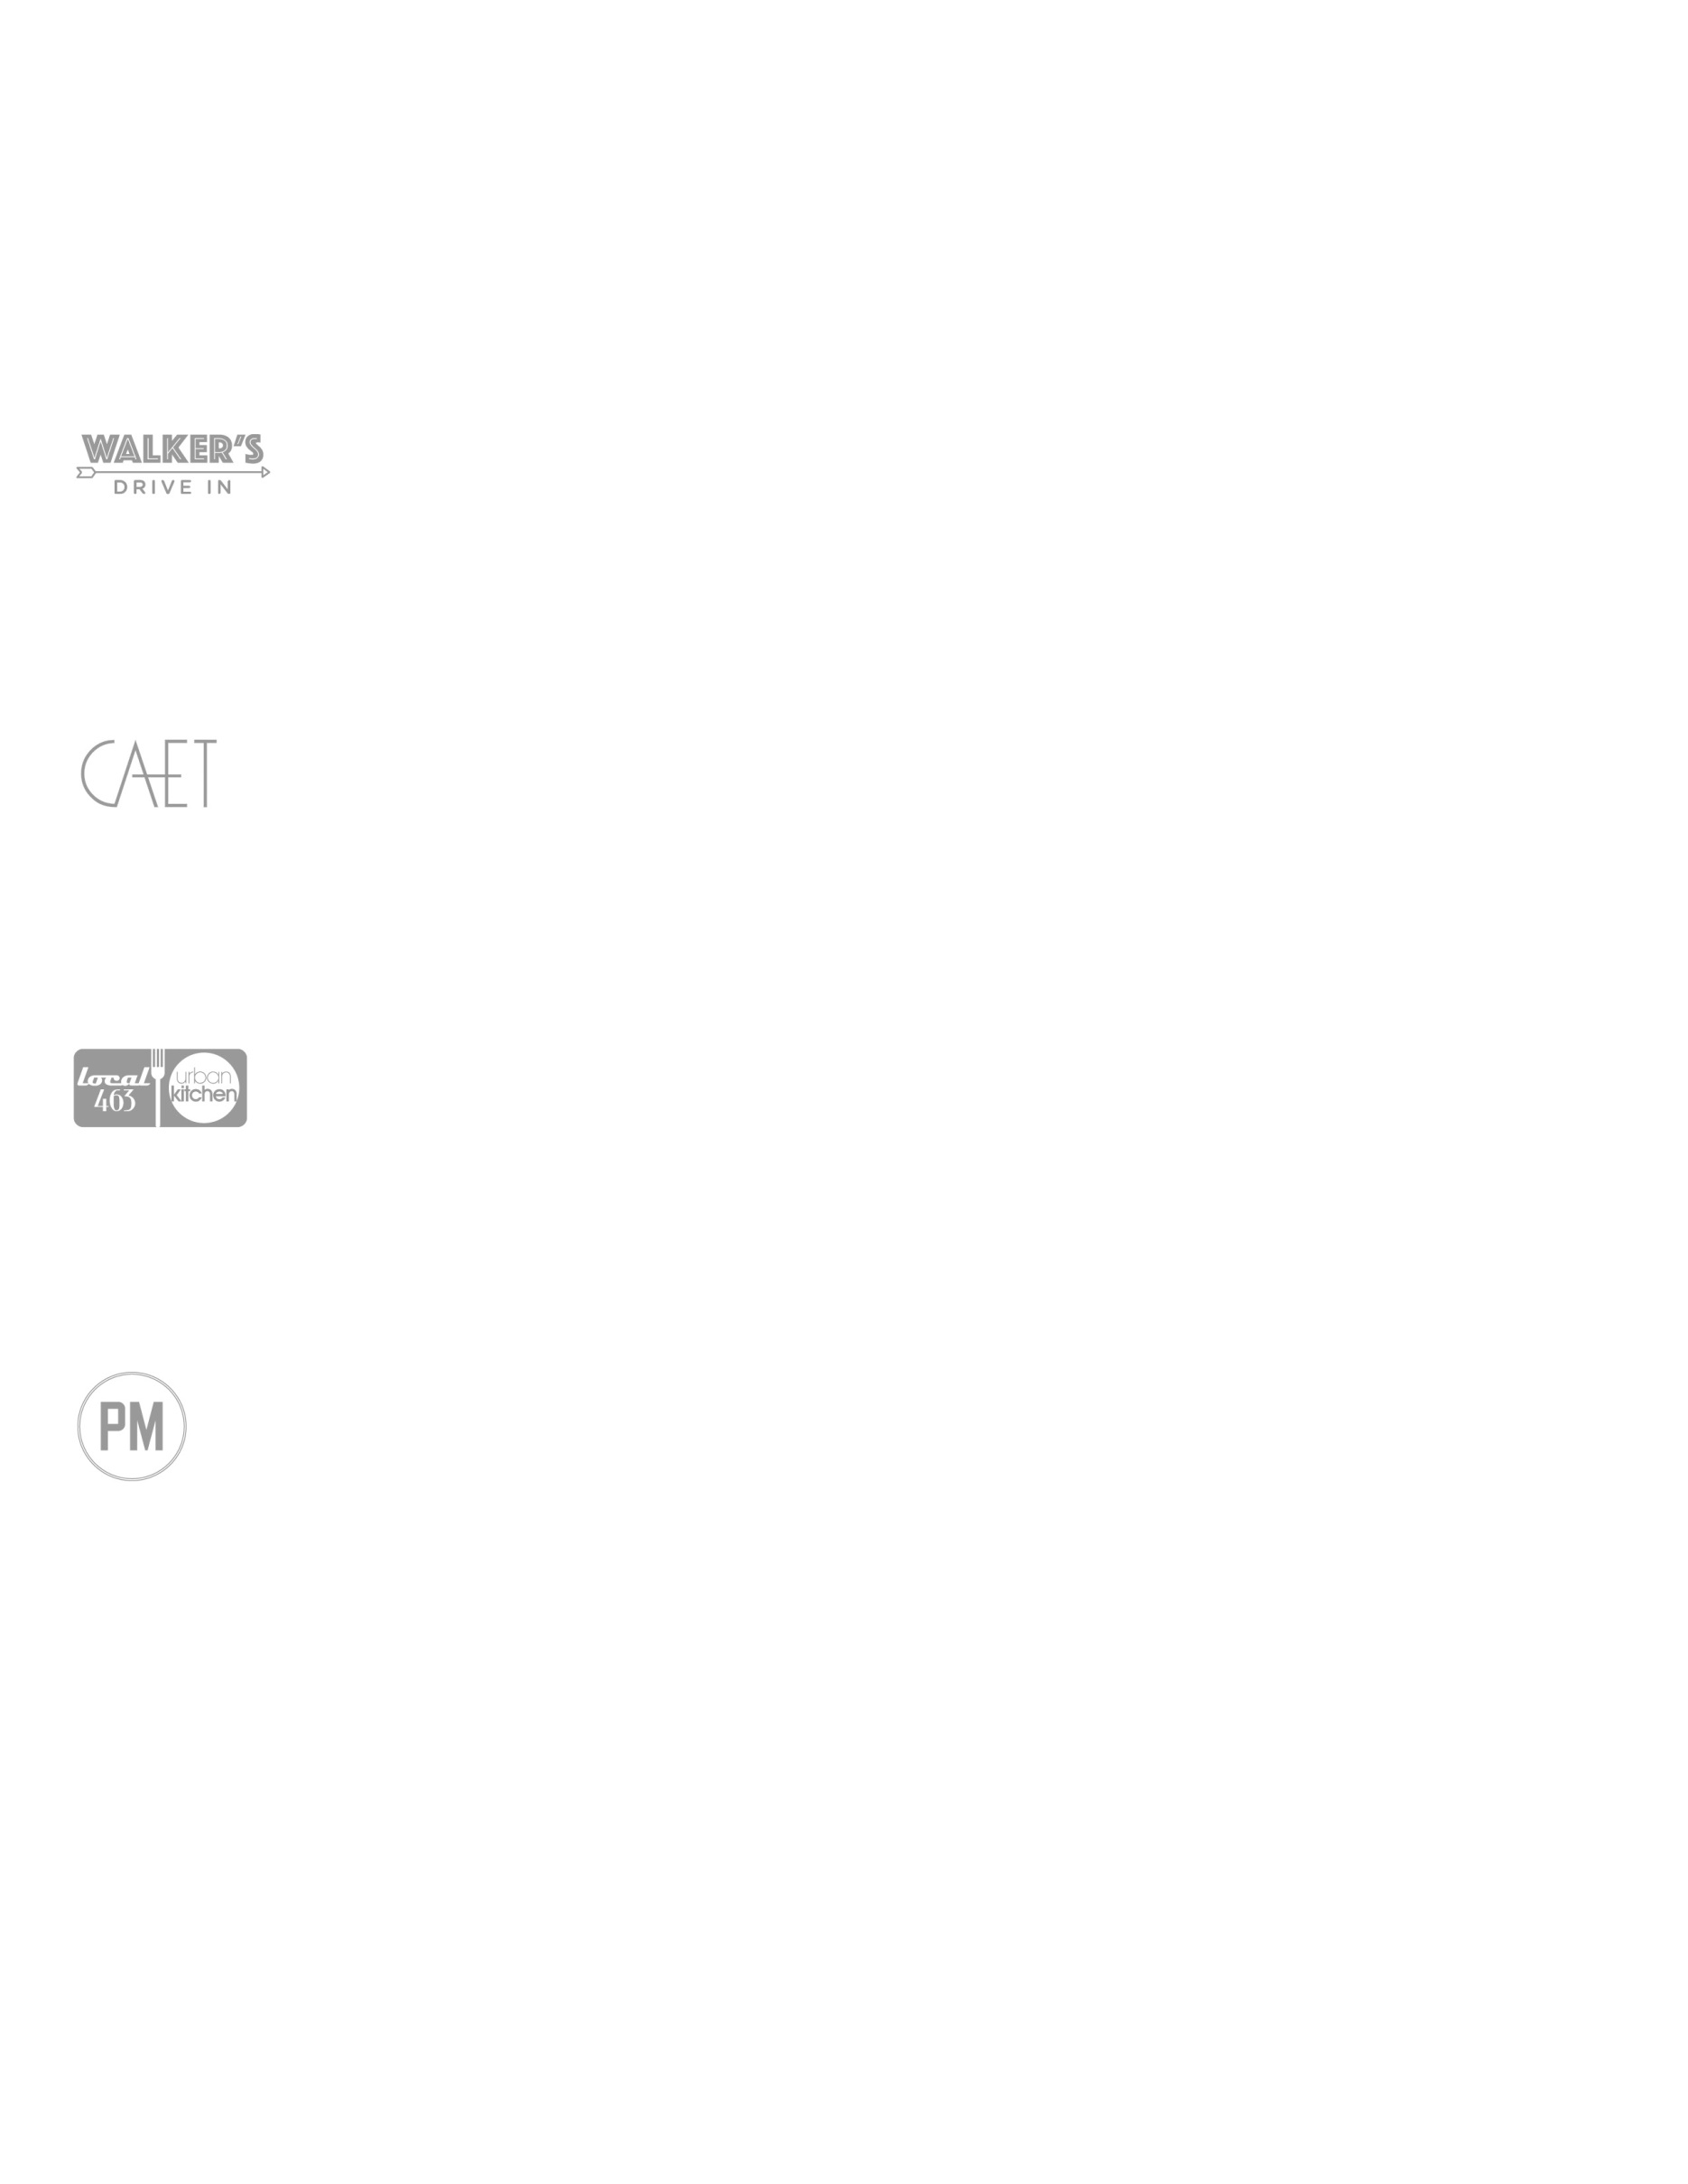 WALKER'S
DRIVE IN
CAET
Local
463
urban
kitchen
PM